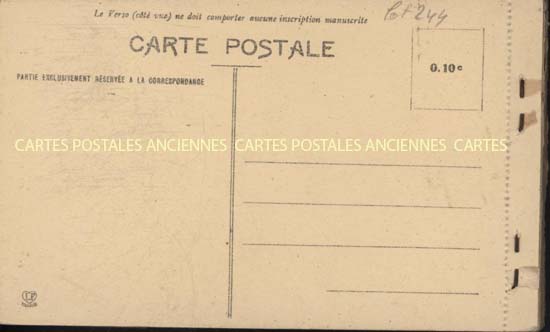 Le Verso (côté vue) ne doit comporter aucune inscription manuscrite
CARTE POSTALE
0.10 c
PARTIE EXCLUSIVEMENT RÉSERVÉE A LA CORRESPONDANCE
CARTES POSTALES ANCIENNES CARTES POSTALES ANCIENNES CARTES